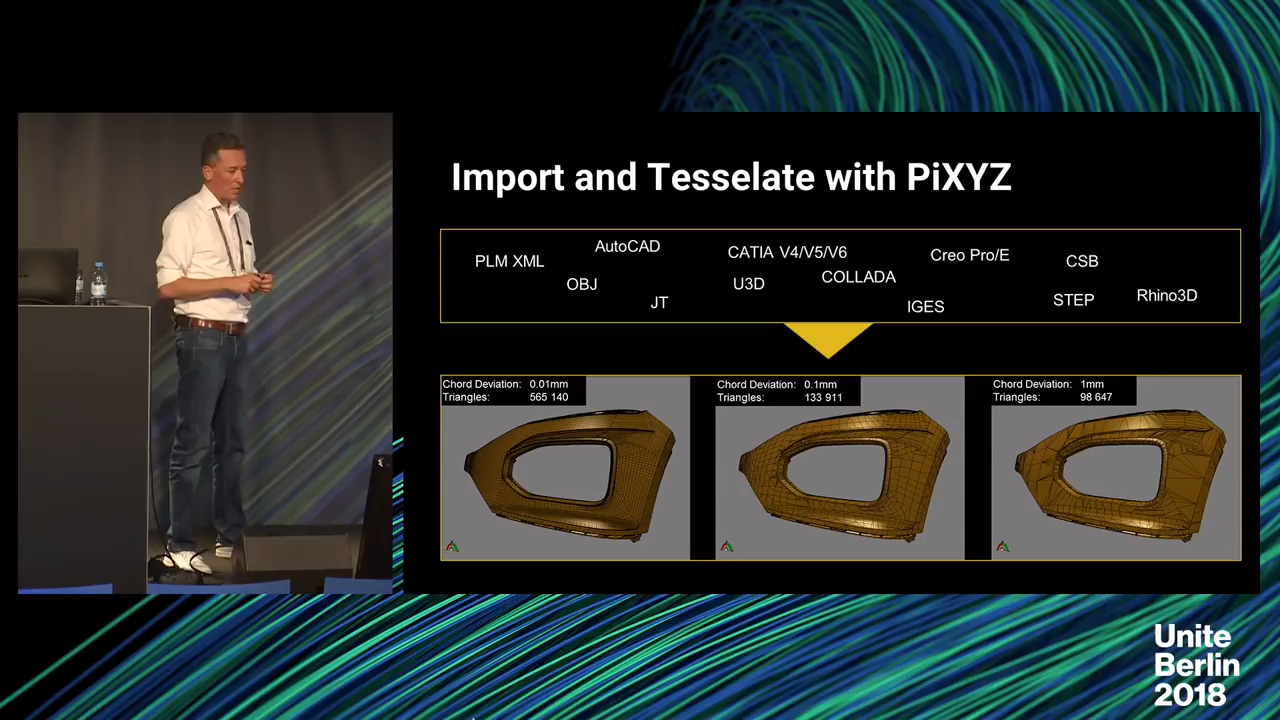 Import and Tesselate with PiXYZ
PLM XML
AutoCAD
CATIA V4/V5/V6
Creo Pro/E
CSB
OBJ
U3D
COLLADA
JT
IGES
STEP
Rhino3D
Chord Deviation: 0.01mm
Triangles: 565 140
Chord Deviation: 0.1mm
Triangles: 133 911
Chord Deviation: 1mm
Triangles: 98 647
Unite
Berlin
2018